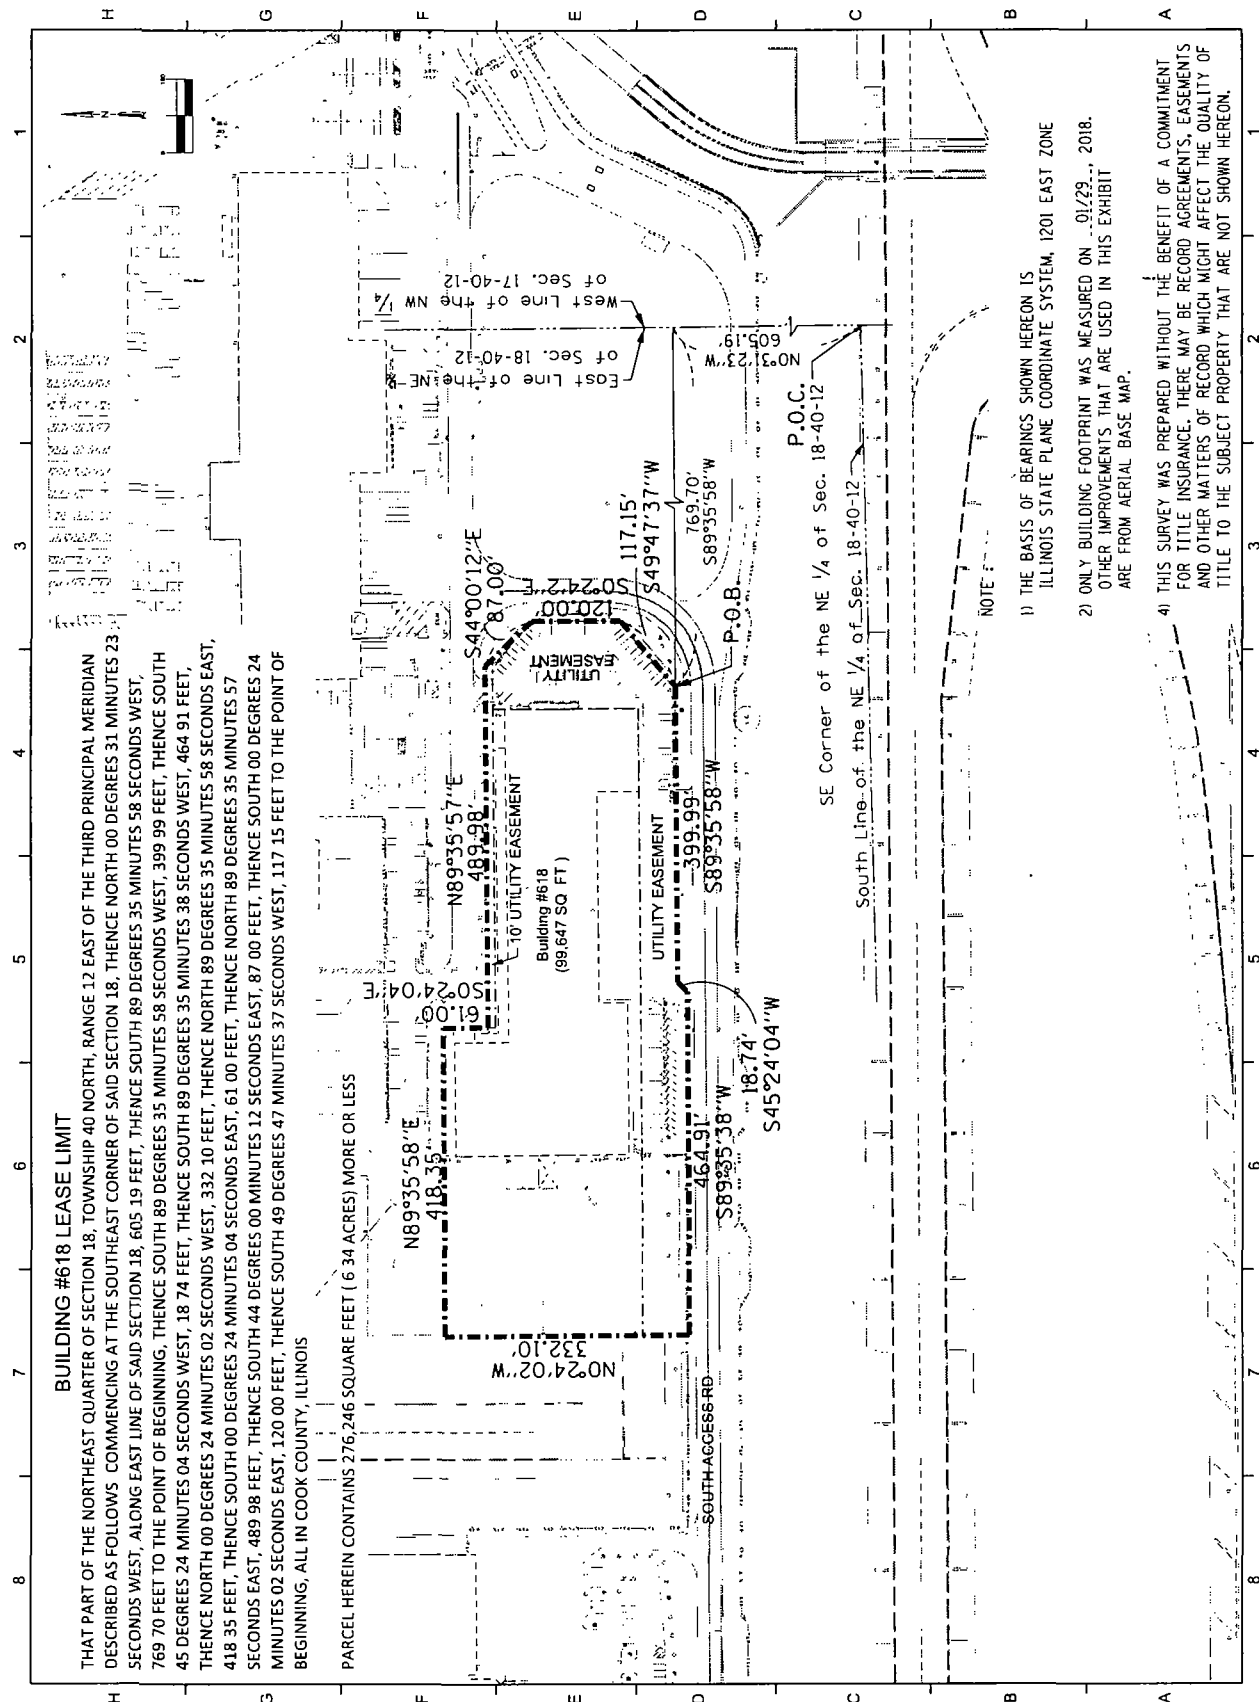 BUILDING #618 LEASE LIMIT
THAT PART OF THE NORTHEAST QUARTER OF SECTION 18, TOWNSHIP 40 NORTH, RANGE 12 EAST OF THE THIRD PRINCIPAL MERIDIAN
DESCRIBED AS FOLLOWS COMMENCING AT THE SOUTHEAST CORNER OF SAID SECTION 18, THENCE NORTH 00 DEGREES 31 MINUTES 23
SECONDS WEST, ALONG EAST LINE OF SAID SECTION 18, 605 19 FEET, THENCE SOUTH 89 DEGREES 35 MINUTES 58 SECONDS WEST,
769 70 FEET TO THE POINT OF BEGINNING, THENCE SOUTH 89 DEGREES 35 MINUTES 58 SECONDS WEST, 399 99 FEET, THENCE SOUTH
45 DEGREES 24 MINUTES 04 SECONDS WEST, 18 74 FEET, THENCE SOUTH 89 DEGREES 35 MINUTES 38 SECONDS WEST, 464 91 FEET,
THENCE NORTH 00 DEGREES 24 MINUTES 02 SECONDS WEST, 332 10 FEET, THENCE NORTH 89 DEGREES 35 MINUTES 58 SECONDS EAST,
418 35 FEET, THENCE SOUTH 00 DEGREES 24 MINUTES 04 SECONDS EAST, 61 00 FEET, THENCE NORTH 89 DEGREES 35 MINUTES 57
SECONDS EAST, 489 98 FEET, THENCE SOUTH 44 DEGREES 00 MINUTES 12 SECONDS EAST, 87 00 FEET, THENCE SOUTH 00 DEGREES 24
MINUTES 02 SECONDS EAST, 120 00 FEET, THENCE SOUTH 49 DEGREES 47 MINUTES 37 SECONDS WEST, 117 15 FEET TO THE POINT OF
BEGINNING, ALL IN COOK COUNTY, ILLINOIS
PARCEL HEREIN CONTAINS 276,246 SQUARE FEET ( 6 34 ACRES) MORE OR LESS
8 7 6 5 4 3 2 1
H
G
F
E
D
C
B
A
N
N89°35'58"E
418.35'
S0°24'04"E
61.00'
N89°35'57"E
489.98'
S44°00'12"E
87.00'
S0°24'2"E
120.00'
117.15'
S49°47'37"W
10' UTILITY EASEMENT
Building #618
(99,647 SQ FT )
UTILITY
EASEMENT
UTILITY EASEMENT
N0°24'02"W
332.10'
464.91'
S89°35'38"W
18.74'
S45°24'04"W
399.99'
S89°35'58"W
P.O.B.
769.70'
S89°35'58"W
East Line of the NE
of Sec. 18-40-12
West Line of the NW 1/4
of Sec. 17-40-12
N0°31'23"W
605.19'
P.O.C.
SE Corner of the NE 1/4 of Sec. 18-40-12
South Line of the NE 1/4 of Sec. 18-40-12
SOUTH ACCESS RD
NOTE :
1) THE BASIS OF BEARINGS SHOWN HEREON IS
ILLINOIS STATE PLANE COORDINATE SYSTEM, 1201 EAST ZONE
2) ONLY BUILDING FOOTPRINT WAS MEASURED ON 01/29, 2018.
OTHER IMPROVEMENTS THAT ARE USED IN THIS EXHIBIT
ARE FROM AERIAL BASE MAP.
4) THIS SURVEY WAS PREPARED WITHOUT THE BENEFIT OF A COMMITMENT
FOR TITLE INSURANCE. THERE MAY BE RECORD AGREEMENTS, EASEMENTS
AND OTHER MATTERS OF RECORD WHICH MIGHT AFFECT THE QUALITY OF
TITLE TO THE SUBJECT PROPERTY THAT ARE NOT SHOWN HEREON.
8 7 6 5 4 3 2 1
H
G
F
E
D
C
B
A